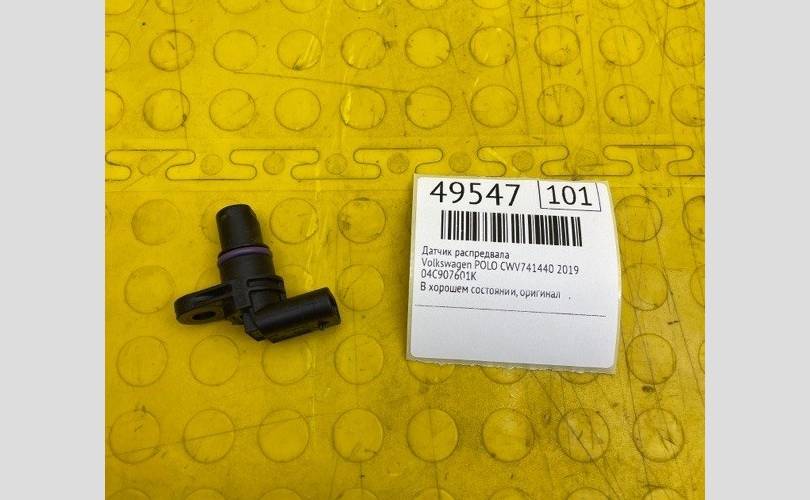 49547 101
Датчик распредвала
Volkswagen POLO CWV741440 2019
04C907601K
В хорошем состоянии, оригинал